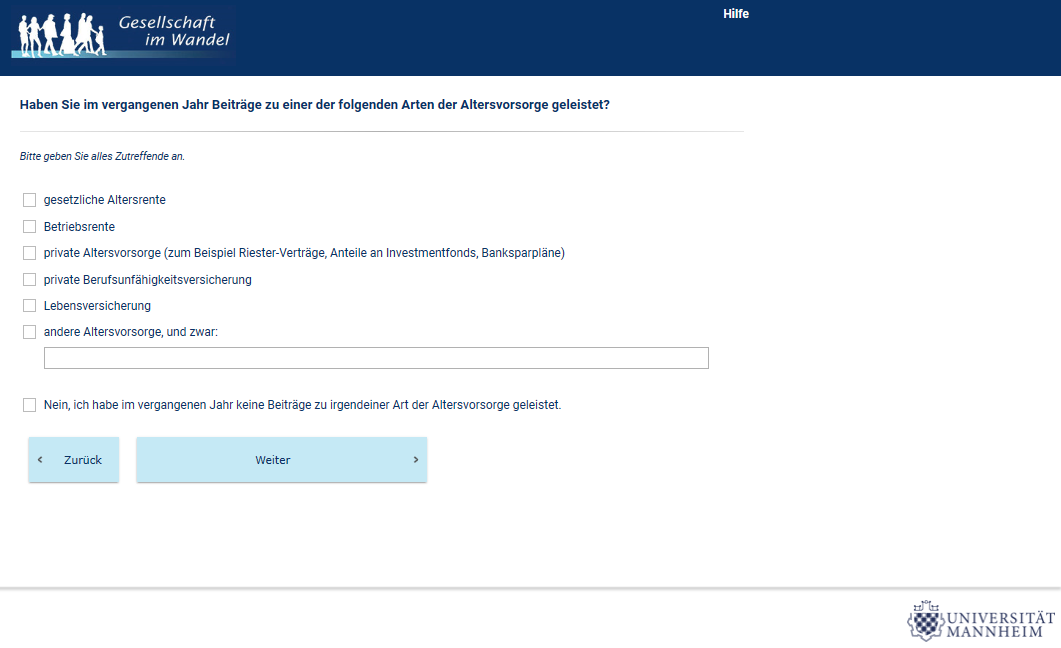 Gesellschaft
im Wandel
Hilfe
Haben Sie im vergangenen Jahr Beiträge zu einer der folgenden Arten der Altersvorsorge geleistet?
Bitte geben Sie alles Zutreffende an.
gesetzliche Altersrente
Betriebsrente
private Altersvorsorge (zum Beispiel Riester-Verträge, Anteile an Investmentfonds, Banksparpläne)
private Berufsunfähigkeitsversicherung
Lebensversicherung
andere Altersvorsorge, und zwar:
Nein, ich habe im vergangenen Jahr keine Beiträge zu irgendeiner Art der Altersvorsorge geleistet.
‹ Zurück
Weiter ›
UNIVERSITÄT
MANNHEIM